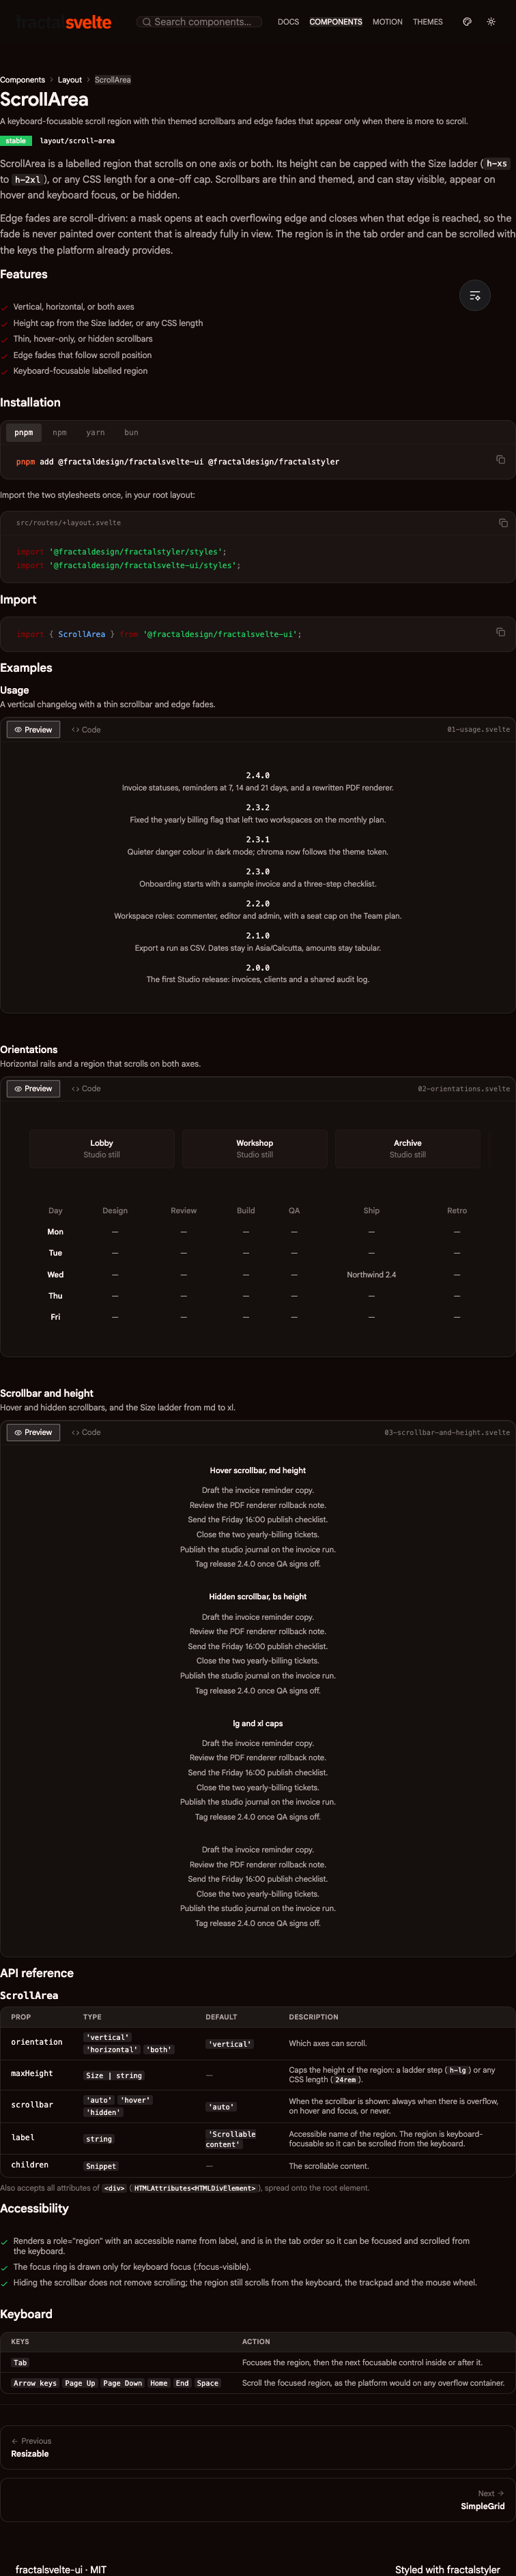 fractalsvelte
Search components...
DOCS COMPONENTS MOTION THEMES
Components > Layout > ScrollArea
ScrollArea
A keyboard-focusable scroll region with thin themed scrollbars and edge fades that appear only when there is more to scroll.
stable layout/scroll-area
ScrollArea is a labelled region that scrolls on one axis or both. Its height can be capped with the Size ladder (h-xs
to h-2xl), or any CSS length for a one-off cap. Scrollbars are thin and themed, and can stay visible, appear on
hover and keyboard focus, or be hidden.
Edge fades are scroll-driven: a mask opens at each overflowing edge and closes when that edge is reached, so the
fade is never painted over content that is already fully in view. The region is in the tab order and can be scrolled with
the keys the platform already provides.
Features
Vertical, horizontal, or both axes
Height cap from the Size ladder, or any CSS length
Thin, hover-only, or hidden scrollbars
Edge fades that follow scroll position
Keyboard-focusable labelled region
Installation
pnpm npm yarn bun
pnpm add @fractaldesign/fractalsvelte-ui @fractaldesign/fractalstyler
Import the two stylesheets once, in your root layout:
src/routes/+layout.svelte
import '@fractaldesign/fractalstyler/styles';
import '@fractaldesign/fractalsvelte-ui/styles';
Import
import { ScrollArea } from '@fractaldesign/fractalsvelte-ui';
Examples
Usage
A vertical changelog with a thin scrollbar and edge fades.
Preview Code 01-usage.svelte
2.4.0
Invoice statuses, reminders at 7, 14 and 21 days, and a rewritten PDF renderer.
2.3.2
Fixed the yearly billing flag that left two workspaces on the monthly plan.
2.3.1
Quieter danger colour in dark mode; chroma now follows the theme token.
2.3.0
Onboarding starts with a sample invoice and a three-step checklist.
2.2.0
Workspace roles: commenter, editor and admin, with a seat cap on the Team plan.
2.1.0
Export a run as CSV. Dates stay in Asia/Calcutta, amounts stay tabular.
2.0.0
The first Studio release: invoices, clients and a shared audit log.
Orientations
Horizontal rails and a region that scrolls on both axes.
Preview Code 02-orientations.svelte
Lobby Workshop Archive
Studio still Studio still Studio still
Day Design Review Build QA Ship Retro
Mon — — — — — —
Tue — — — — — —
Wed — — — — Northwind 2.4 —
Thu — — — — — —
Fri — — — — — —
Scrollbar and height
Hover and hidden scrollbars, and the Size ladder from md to xl.
Preview Code 03-scrollbar-and-height.svelte
Hover scrollbar, md height
Draft the invoice reminder copy.
Review the PDF renderer rollback note.
Send the Friday 16:00 publish checklist.
Close the two yearly-billing tickets.
Publish the studio journal on the invoice run.
Tag release 2.4.0 once QA signs off.
Hidden scrollbar, bs height
Draft the invoice reminder copy.
Review the PDF renderer rollback note.
Send the Friday 16:00 publish checklist.
Close the two yearly-billing tickets.
Publish the studio journal on the invoice run.
Tag release 2.4.0 once QA signs off.
lg and xl caps
Draft the invoice reminder copy.
Review the PDF renderer rollback note.
Send the Friday 16:00 publish checklist.
Close the two yearly-billing tickets.
Publish the studio journal on the invoice run.
Tag release 2.4.0 once QA signs off.
Draft the invoice reminder copy.
Review the PDF renderer rollback note.
Send the Friday 16:00 publish checklist.
Close the two yearly-billing tickets.
Publish the studio journal on the invoice run.
Tag release 2.4.0 once QA signs off.
API reference
ScrollArea
PROP TYPE DEFAULT DESCRIPTION
orientation 'vertical' 'horizontal' 'both' 'vertical' Which axes can scroll.
maxHeight Size | string — Caps the height of the region: a ladder step (h-lg) or any
CSS length (24rem).
scrollbar 'auto' 'hover' 'hidden' 'auto' When the scrollbar is shown: always when there is overflow,
on hover and focus, or never.
label string 'Scrollable content' Accessible name of the region. The region is keyboard-
focusable so it can be scrolled from the keyboard.
children Snippet — The scrollable content.
Also accepts all attributes of <div> (HTMLAttributes<HTMLDivElement>), spread onto the root element.
Accessibility
Renders a role="region" with an accessible name from label, and is in the tab order so it can be focused and scrolled from
the keyboard.
The focus ring is drawn only for keyboard focus (:focus-visible).
Hiding the scrollbar does not remove scrolling; the region still scrolls from the keyboard, the trackpad and the mouse wheel.
Keyboard
KEYS ACTION
Tab Focuses the region, then the next focusable control inside or after it.
Arrow keys Page Up Page Down Home End Space Scroll the focused region, as the platform would on any overflow container.
← Previous
Resizable
Next →
SimpleGrid
fractalsvelte-ui · MIT
Styled with fractalstyler